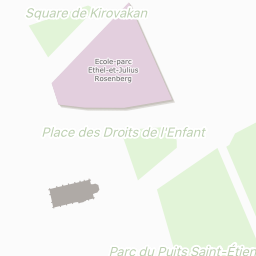 Square de Kirovakan
Ecole-parc
Ethel-et-Julius
Rosenberg
Place des Droits de l'Enfant
Parc du Puits Saint-Étien